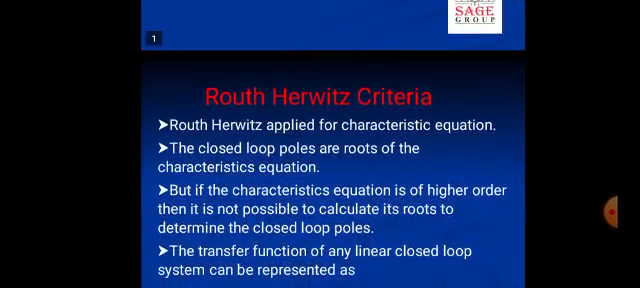 SAGE
GROUP
1
Routh Herwitz Criteria
➤Routh Herwitz applied for characteristic equation.
➤The closed loop poles are roots of the
characteristics equation.
➤But if the characteristics equation is of higher order
then it is not possible to calculate its roots to
determine the closed loop poles.
➤The transfer function of any linear closed loop
system can be represented as